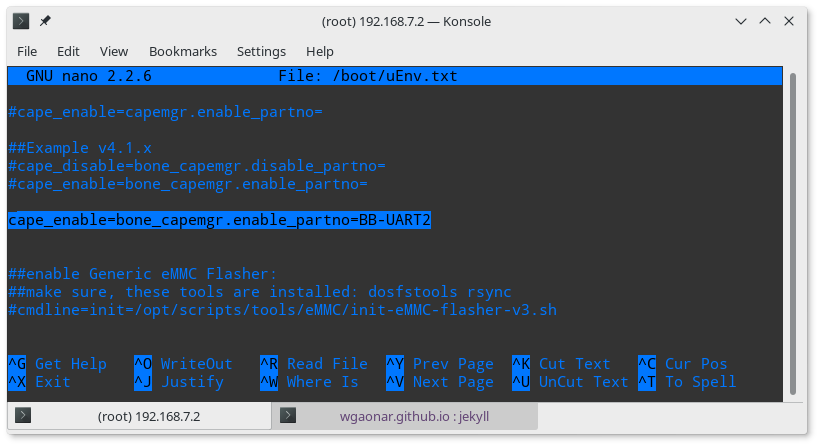 (root) 192.168.7.2 — Konsole
File Edit View Bookmarks Settings Help
GNU nano 2.2.6 File: /boot/uEnv.txt
#cape_enable=capemgr.enable_partno=
##Example v4.1.x
#cape_disable=bone_capemgr.disable_partno=
#cape_enable=bone_capemgr.enable_partno=
cape_enable=bone_capemgr.enable_partno=BB-UART2
##enable Generic eMMC Flasher:
##make sure, these tools are installed: dosfstools rsync
#cmdline=init=/opt/scripts/tools/eMMC/init-eMMC-flasher-v3.sh
^G Get Help ^O WriteOut ^R Read File ^Y Prev Page ^K Cut Text ^C Cur Pos
^X Exit ^J Justify ^W Where Is ^V Next Page ^U UnCut Text ^T To Spell
(root) 192.168.7.2 wgaonar.github.io : jekyll